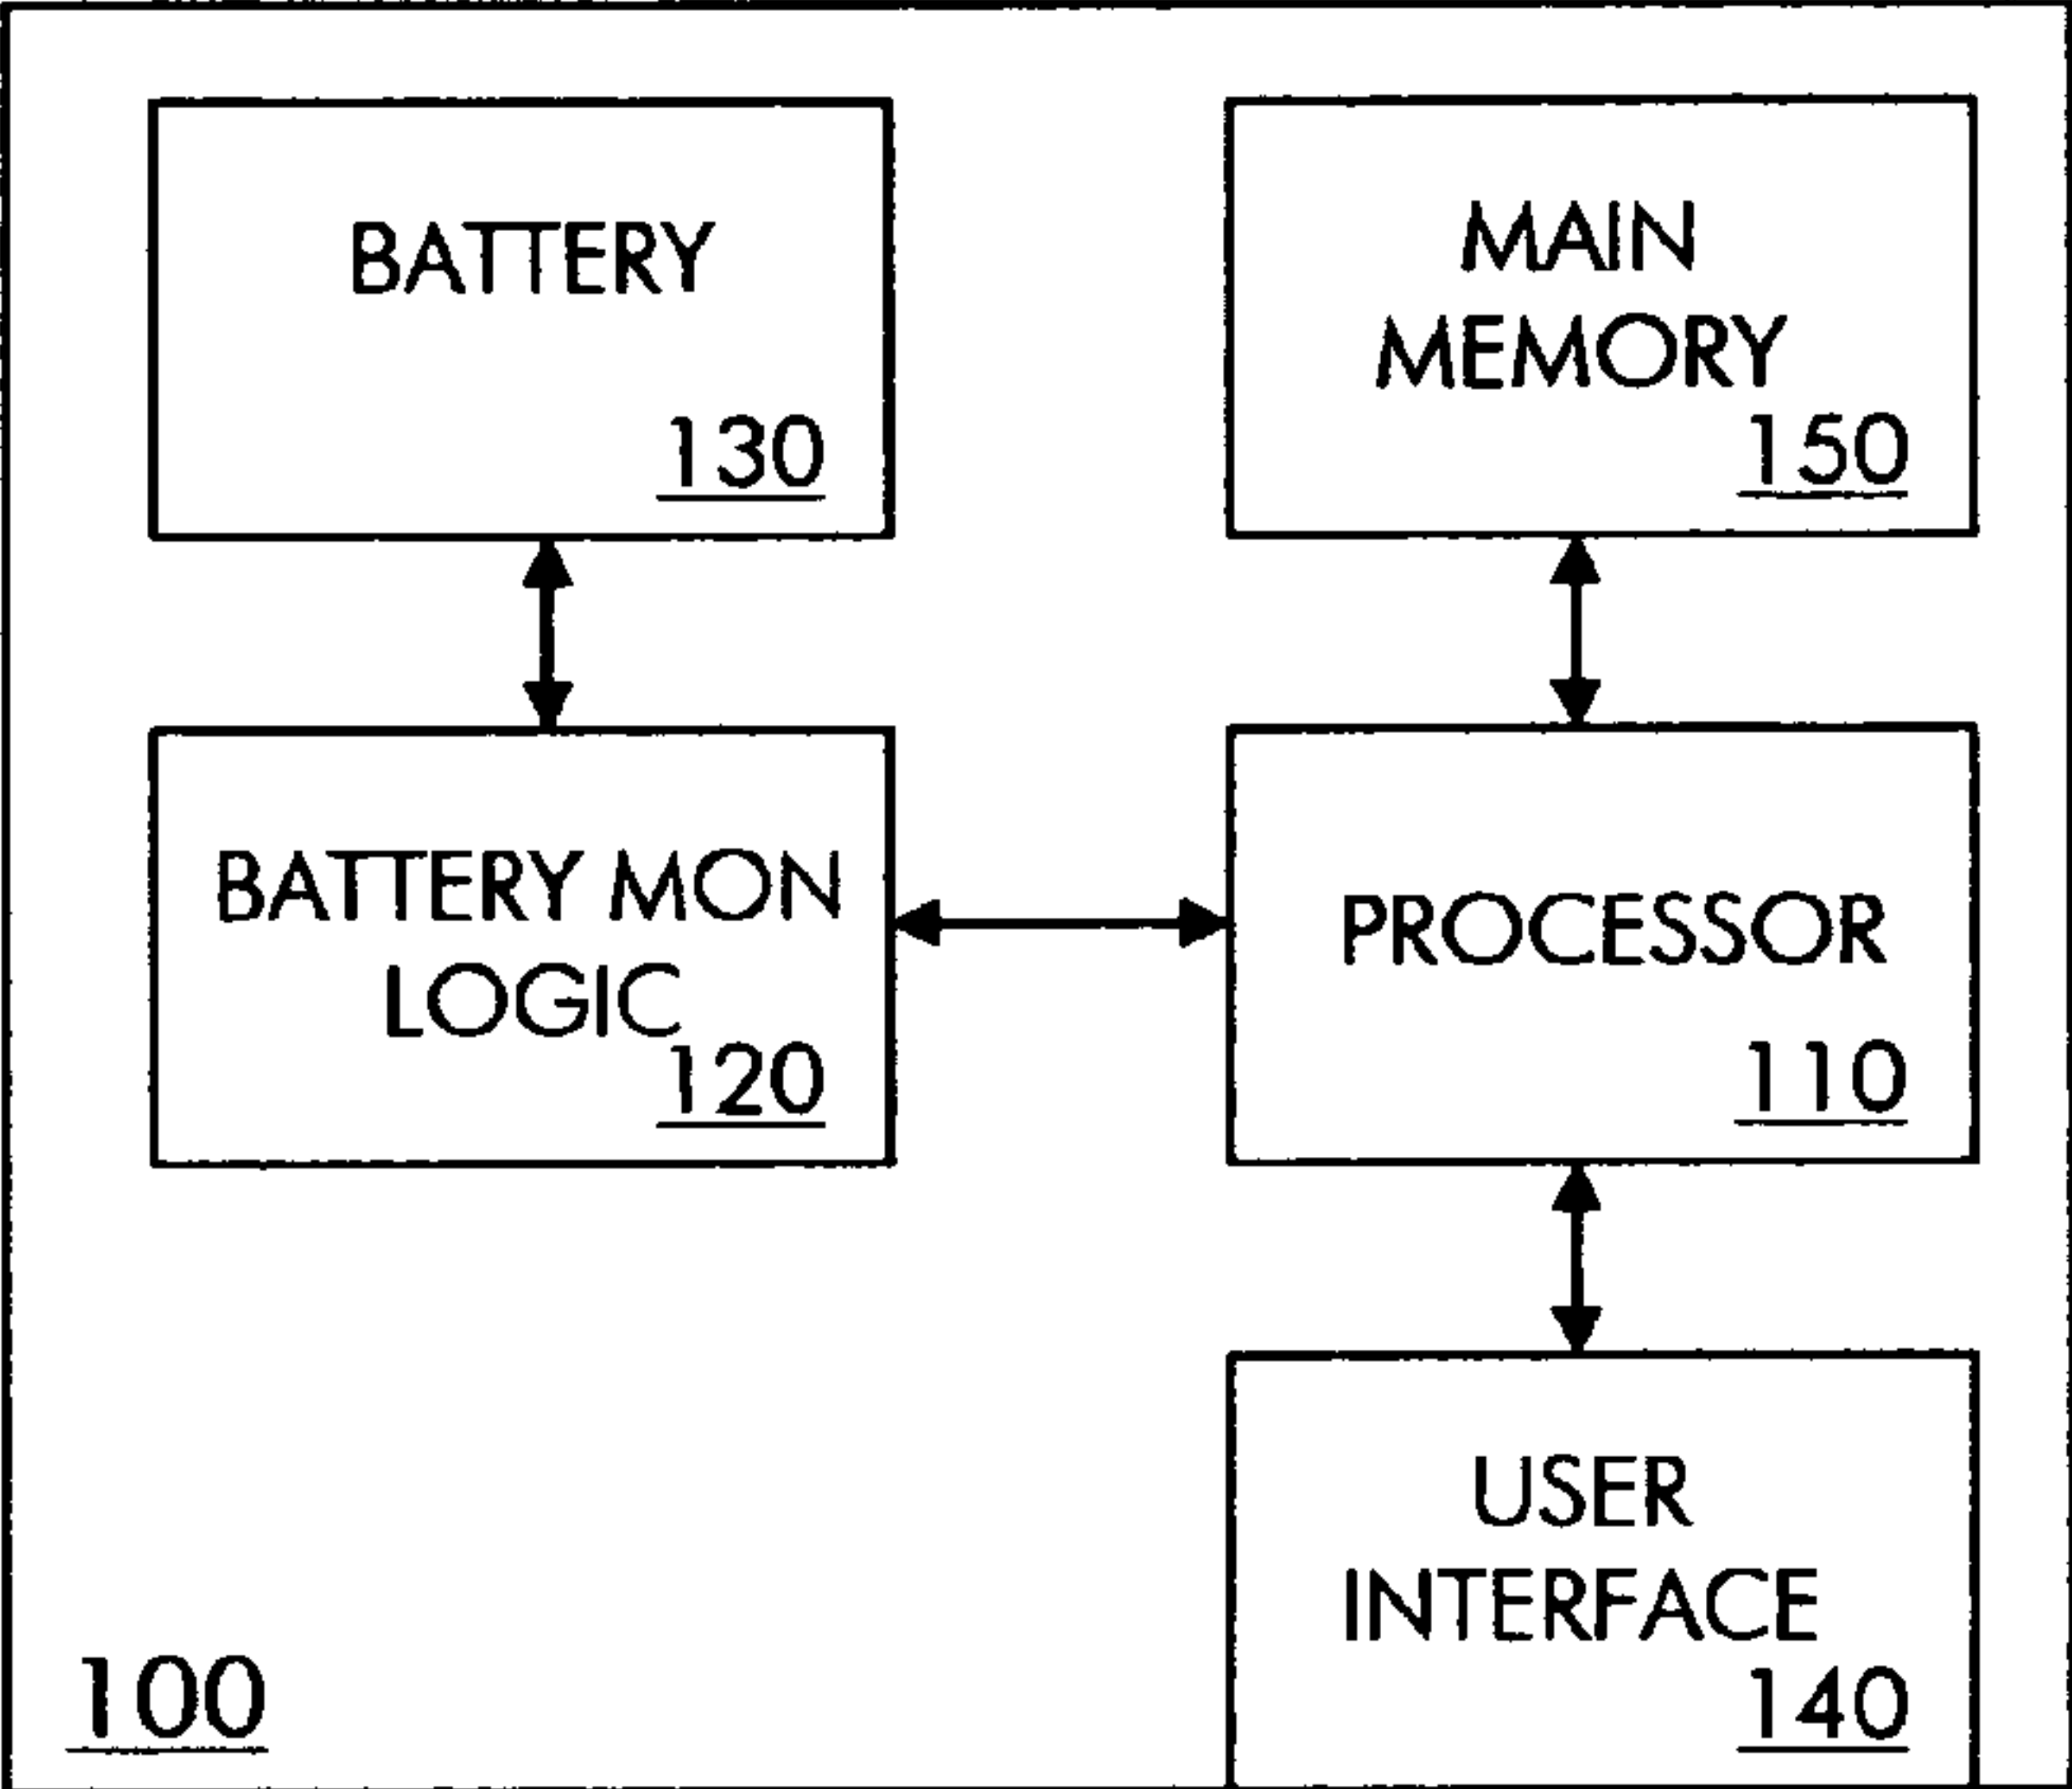 BATTERY
130
MAIN
MEMORY
150
BATTERY MON
LOGIC
120
PROCESSOR
110
USER
INTERFACE
140
100